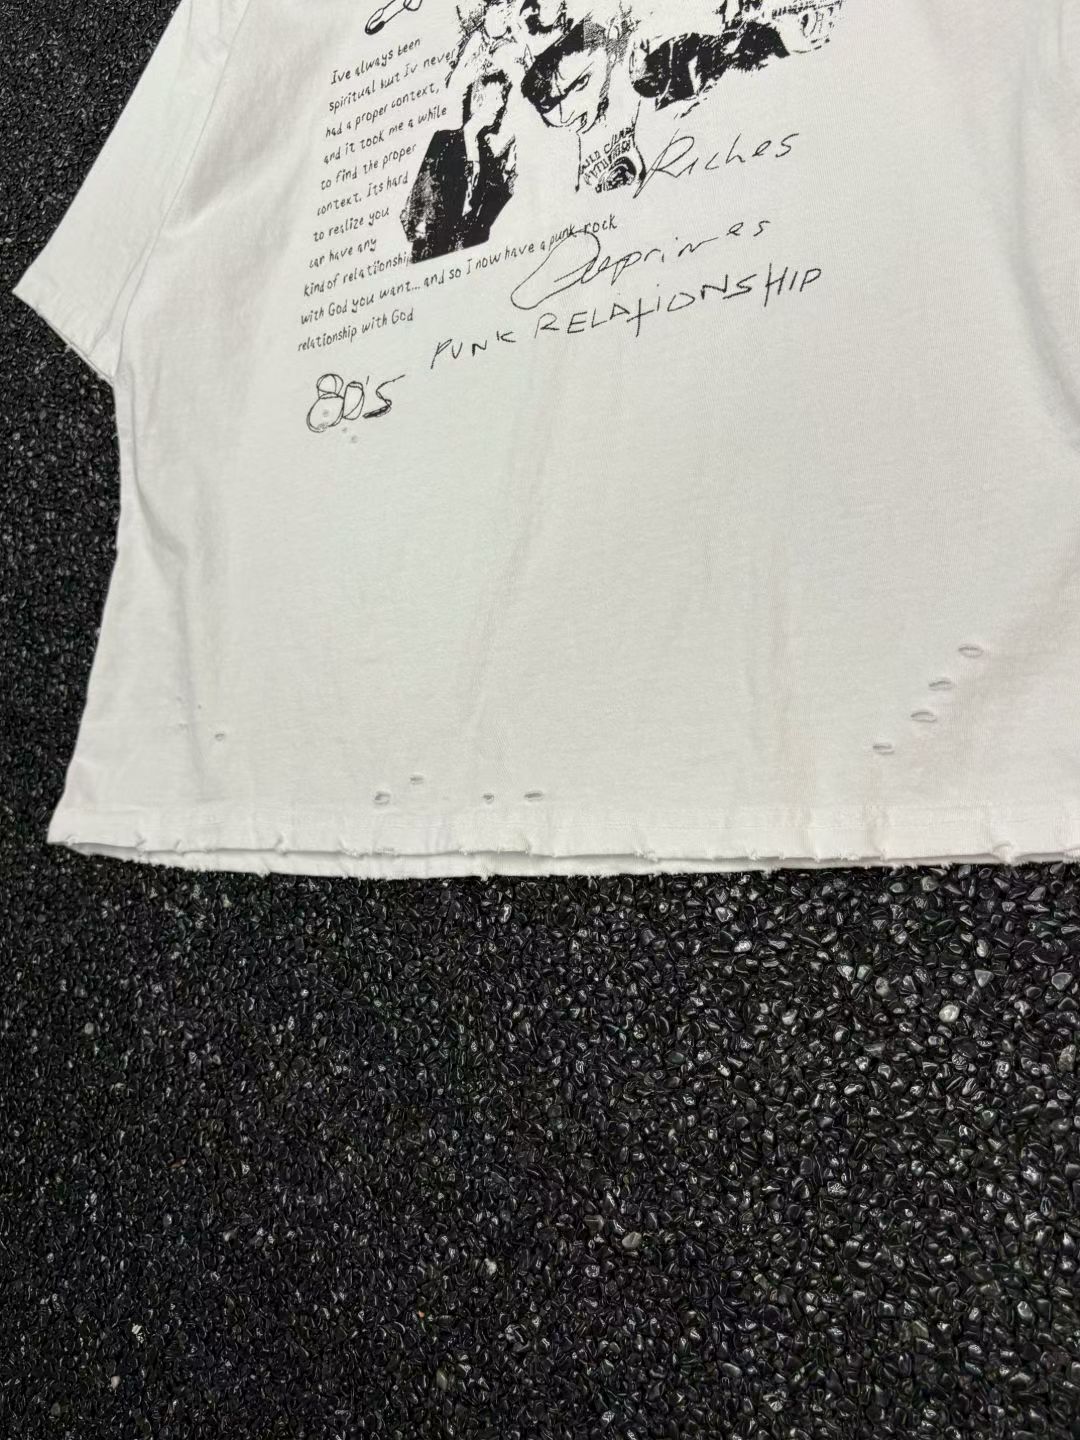 Ive always been
spiritual but Iv never
had a proper context,
and it took me a while
to find the proper
context. Its hard
to realize you
can have any
kind of relationship
with God you want... and so I now have a punk rock
relationship with God
Riches
PUNK RELATIONSHIP
80's